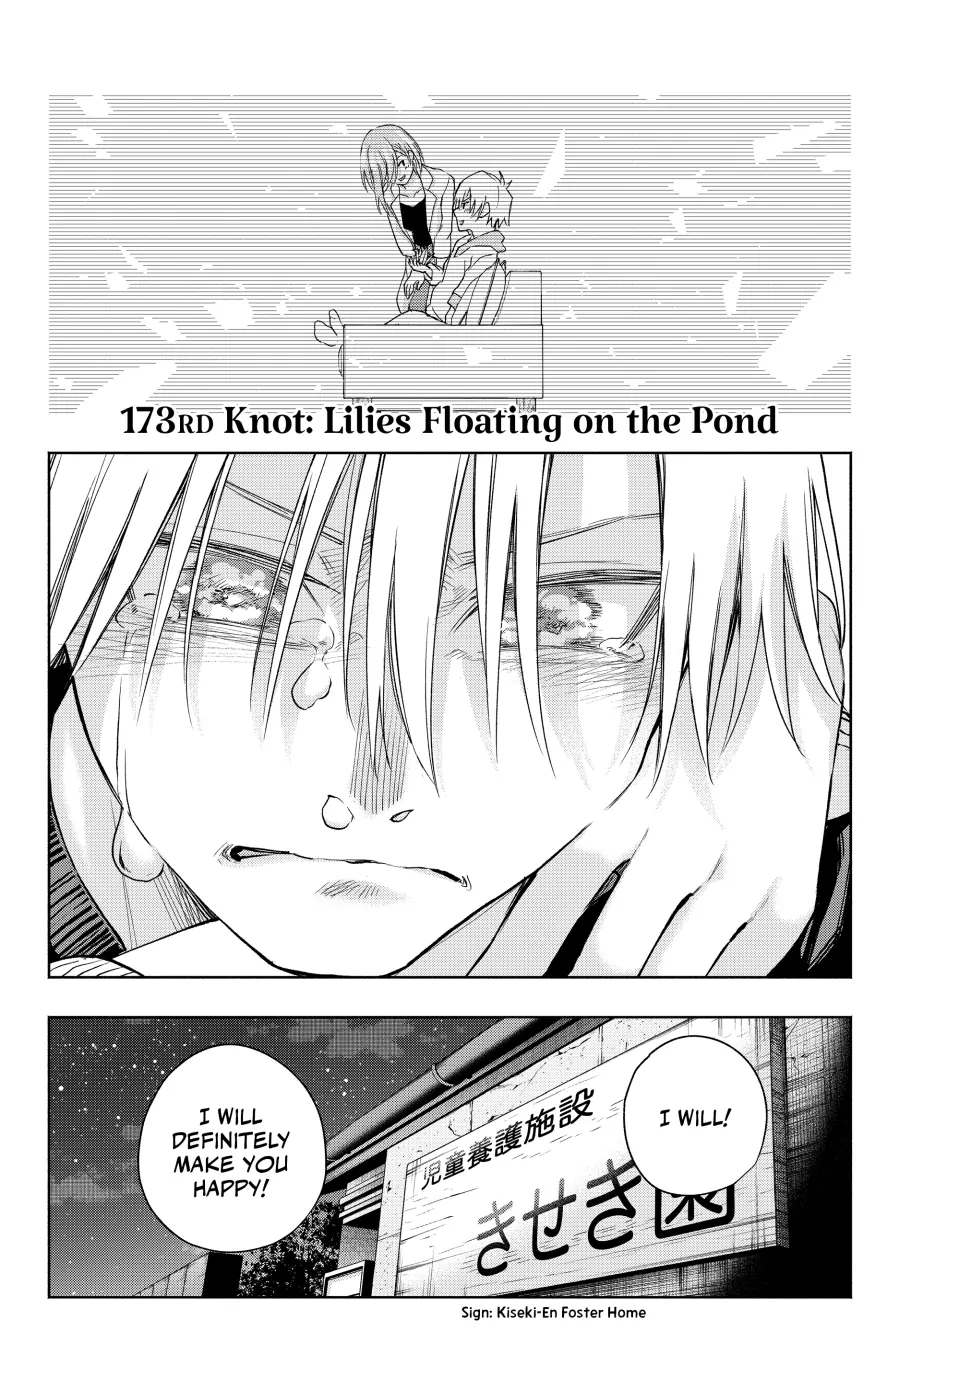 173RD Knot: Lilies Floating on the Pond
I WILL!
児童養護施設
きせき園
I WILL
DEFINITELY
MAKE YOU
HAPPY!
Sign: Kiseki-En Foster Home